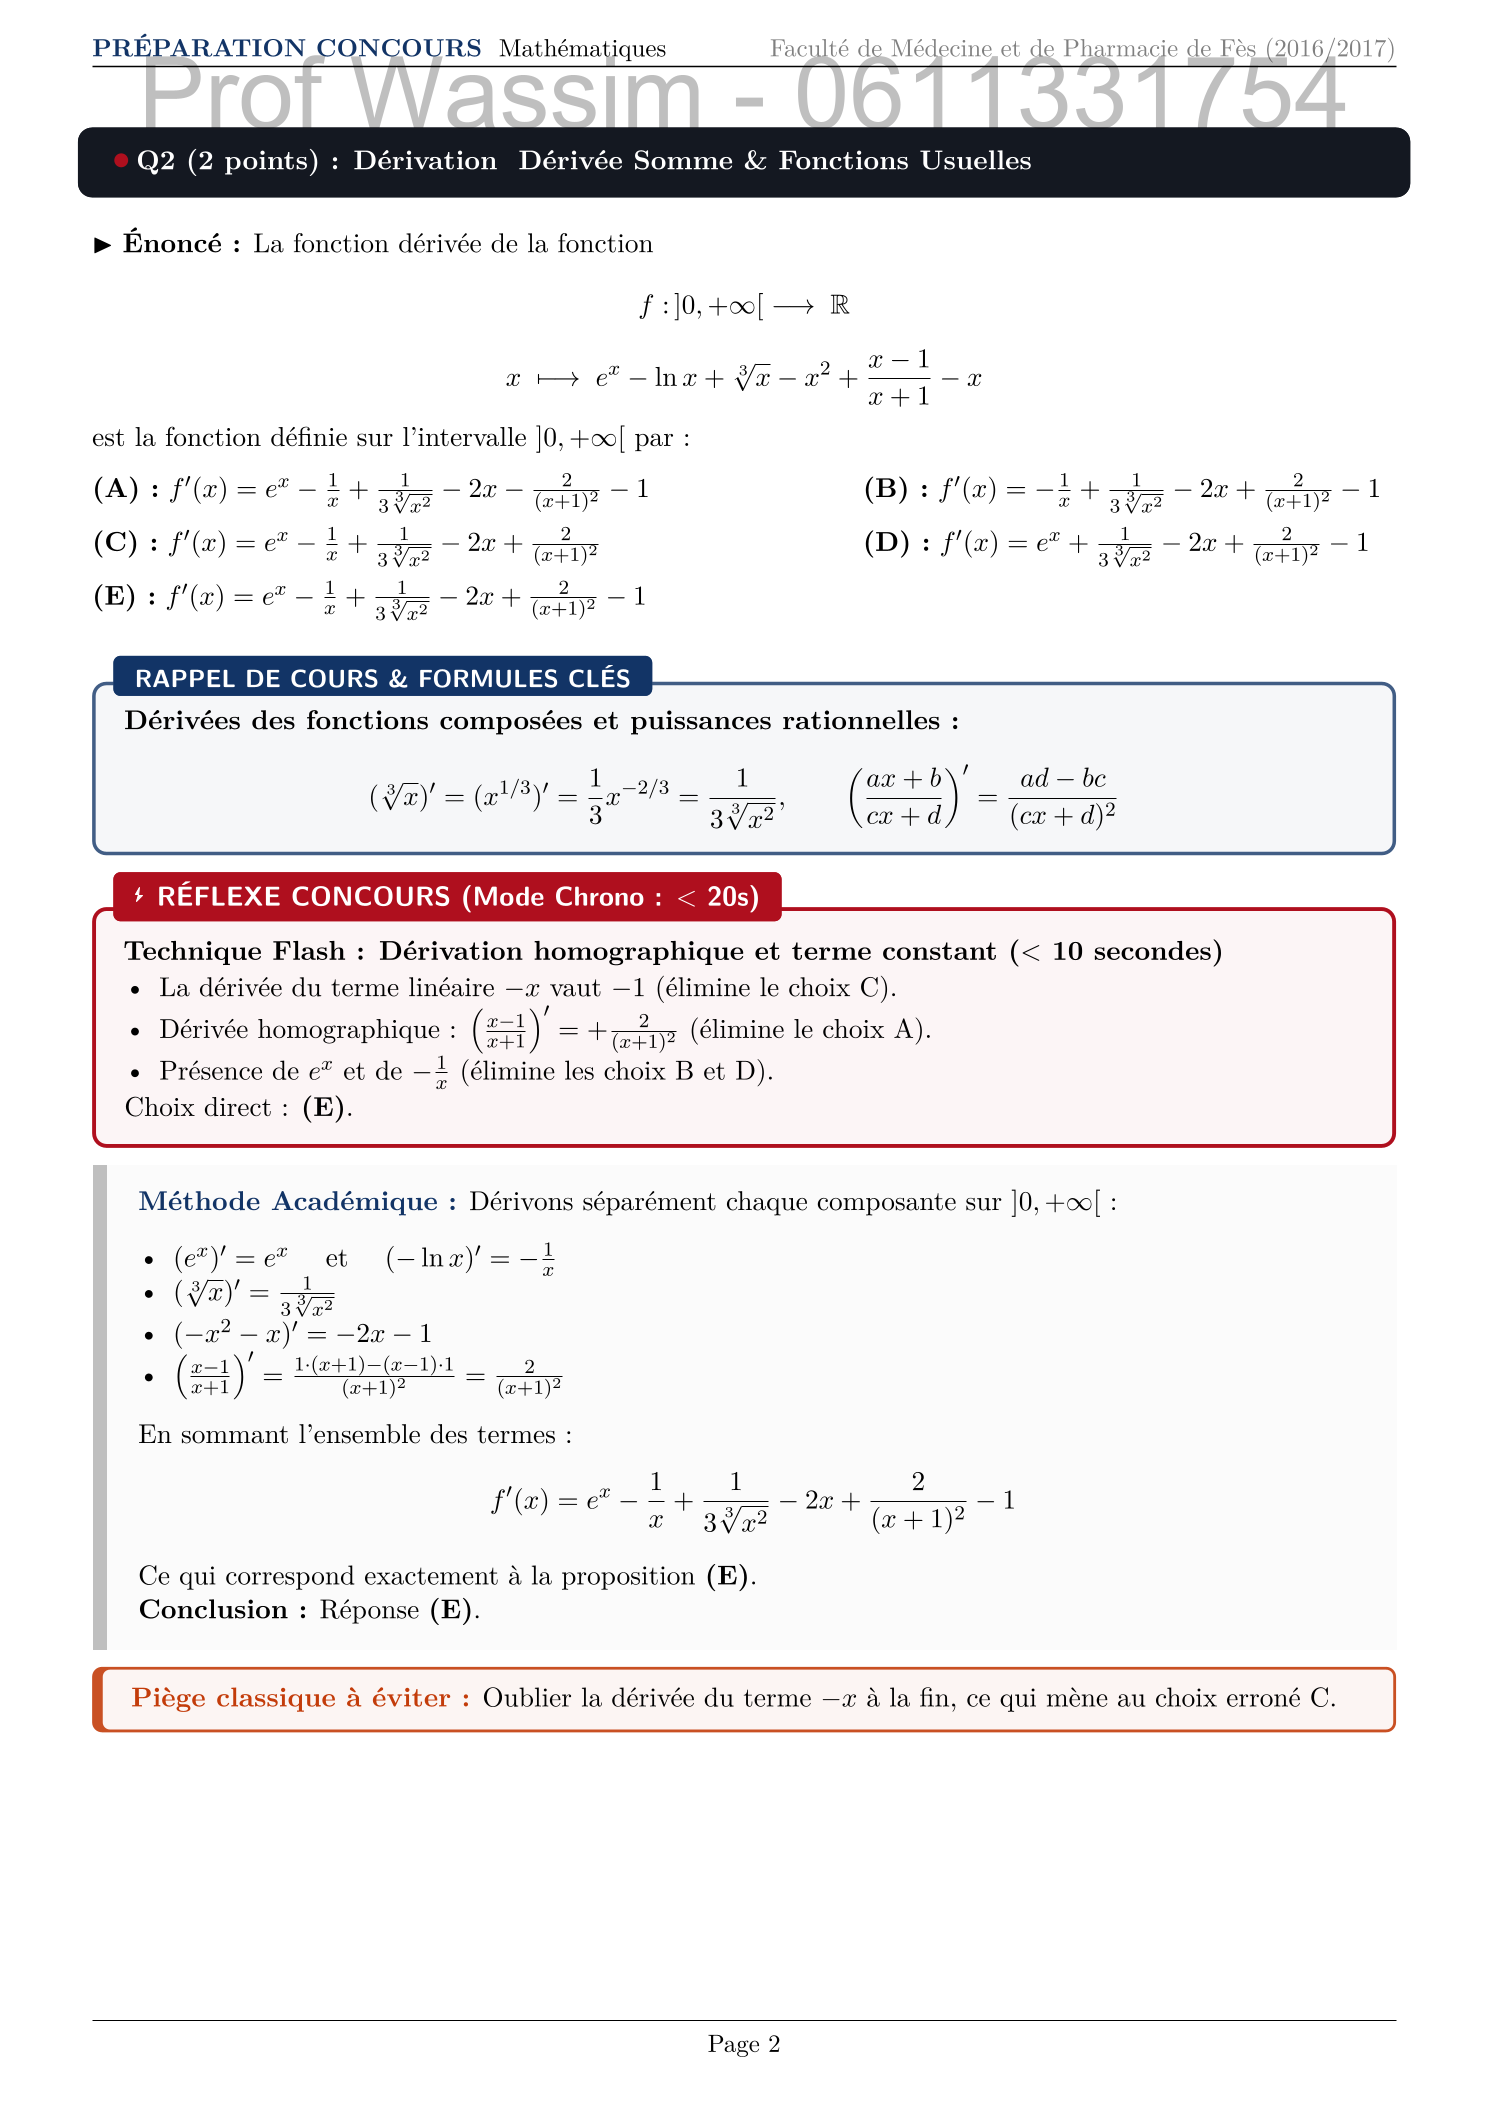 PRÉPARATION CONCOURS Mathématiques Faculté de Médecine et de Pharmacie de Fès (2016/2017)
Prof Wassim - 0611331754
Q2 (2 points) : Dérivation Dérivée Somme & Fonctions Usuelles
▶ Énoncé : La fonction dérivée de la fonction
f : ]0, +∞[ ⟶ ℝ
x ⟼ e^x − ln x + ∛x − x² + (x − 1)/(x + 1) − x
est la fonction définie sur l'intervalle ]0, +∞[ par :
(A) : f′(x) = e^x − 1/x + 1/(3∛(x²)) − 2x − 2/(x+1)² − 1
(B) : f′(x) = −1/x + 1/(3∛(x²)) − 2x + 2/(x+1)² − 1
(C) : f′(x) = e^x − 1/x + 1/(3∛(x²)) − 2x + 2/(x+1)²
(D) : f′(x) = e^x + 1/(3∛(x²)) − 2x + 2/(x+1)² − 1
(E) : f′(x) = e^x − 1/x + 1/(3∛(x²)) − 2x + 2/(x+1)² − 1
RAPPEL DE COURS & FORMULES CLÉS
Dérivées des fonctions composées et puissances rationnelles :
(∛x)′ = (x^{1/3})′ = 1/3 x^{−2/3} = 1/(3∛(x²)), ((ax + b)/(cx + d))′ = (ad − bc)/(cx + d)²
RÉFLEXE CONCOURS (Mode Chrono : < 20s)
Technique Flash : Dérivation homographique et terme constant (< 10 secondes)
• La dérivée du terme linéaire −x vaut −1 (élimine le choix C).
• Dérivée homographique : ((x−1)/(x+1))′ = +2/(x+1)² (élimine le choix A).
• Présence de e^x et de −1/x (élimine les choix B et D).
Choix direct : (E).
Méthode Académique : Dérivons séparément chaque composante sur ]0, +∞[ :
• (e^x)′ = e^x et (− ln x)′ = −1/x
• (∛x)′ = 1/(3∛(x²))
• (−x² − x)′ = −2x − 1
• ((x−1)/(x+1))′ = (1·(x+1)−(x−1)·1)/(x+1)² = 2/(x+1)²
En sommant l'ensemble des termes :
f′(x) = e^x − 1/x + 1/(3∛(x²)) − 2x + 2/(x + 1)² − 1
Ce qui correspond exactement à la proposition (E).
Conclusion : Réponse (E).
Piège classique à éviter : Oublier la dérivée du terme −x à la fin, ce qui mène au choix erroné C.
Page 2